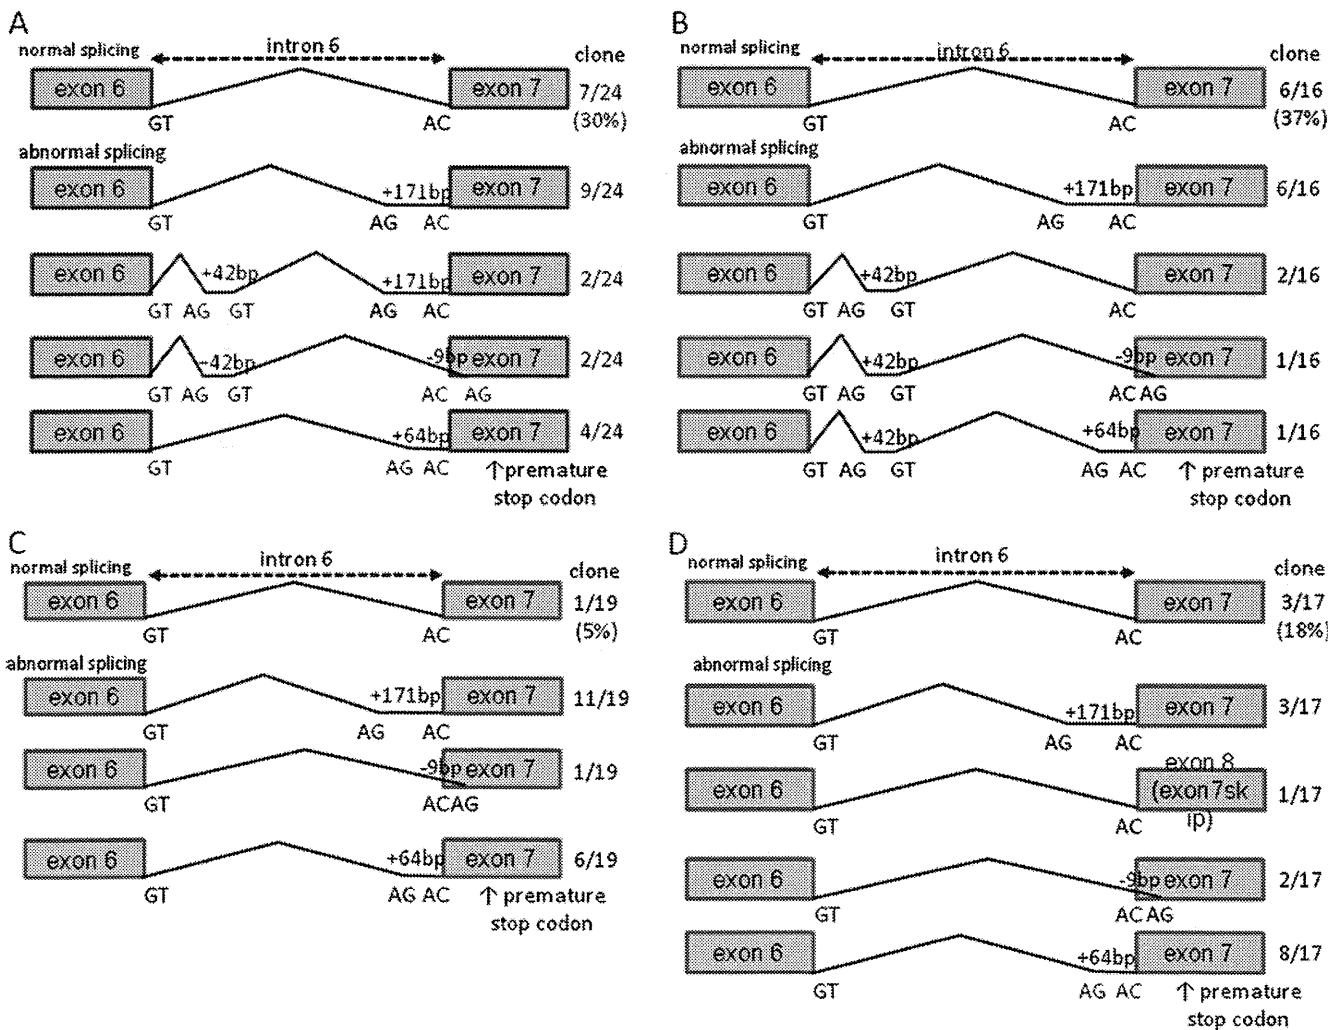 A
normal splicing
intron 6
clone
exon 6
exon 7
7/24
(30%)
GT
AC
abnormal splicing
exon 6
+171bp
exon 7
9/24
GT
AG
AC
exon 6
+42bp
+171bp
exon 7
2/24
GT AG GT
AG
AC
exon 6
-42bp
-9bp
exon 7
2/24
GT AG GT
AC AG
exon 6
+64bp
exon 7
4/24
GT
AG AC
↑premature
stop codon
B
normal splicing
intron 6
clone
exon 6
exon 7
6/16
(37%)
GT
AC
abnormal splicing
exon 6
+171bp
exon 7
6/16
GT
AG
AC
exon 6
+42bp
exon 7
2/16
GT AG GT
AC
exon 6
+42bp
-9bp
exon 7
1/16
GT AG GT
AC AG
exon 6
+42bp
+64bp
exon 7
1/16
GT AG GT
AG AC
↑ premature
stop codon
C
normal splicing
intron 6
clone
exon 6
exon 7
1/19
(5%)
GT
AC
abnormal splicing
exon 6
+171bp
exon 7
11/19
GT
AG
AC
exon 6
-9bp
exon 7
1/19
GT
ACAG
exon 6
+64bp
exon 7
6/19
GT
AG AC
↑ premature
stop codon
D
normal splicing
intron 6
clone
exon 6
exon 7
3/17
(18%)
GT
AC
abnormal splicing
exon 6
+171bp
exon 7
3/17
GT
AG
AC
exon 6
exon 8
(exon7sk
ip)
1/17
GT
AC
exon 6
-9bp
exon 7
2/17
GT
AC AG
exon 6
+64bp
exon 7
8/17
GT
AG AC
↑ premature
stop codon